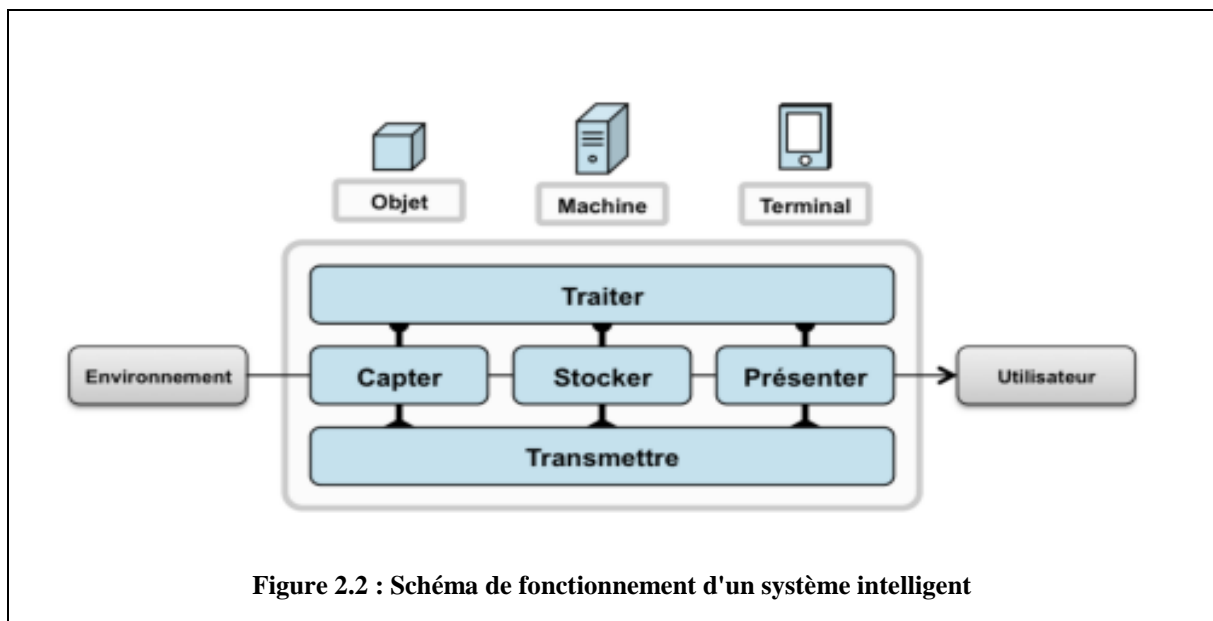 Objet
Machine
Terminal
Traiter
Environnement
Capter
Stocker
Présenter
Utilisateur
Transmettre
Figure 2.2 : Schéma de fonctionnement d'un système intelligent